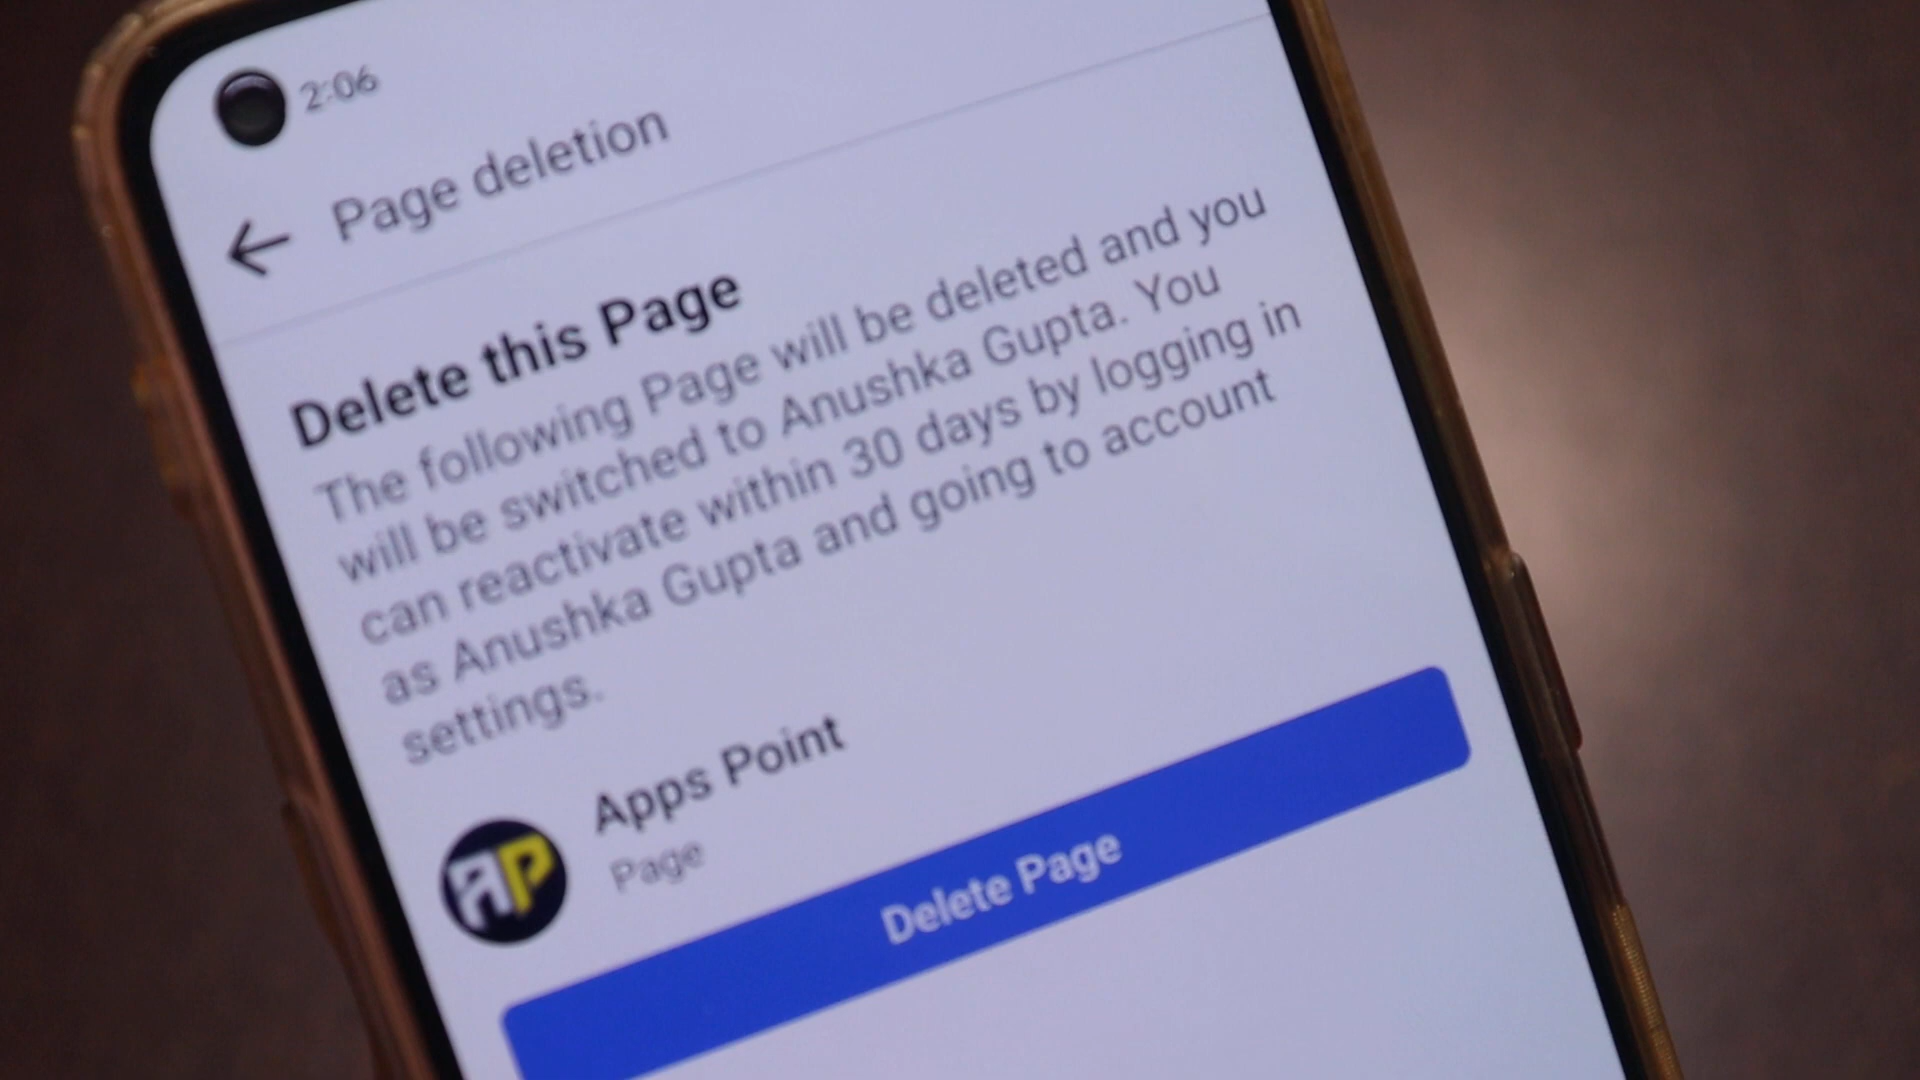 2:06
Page deletion
Delete this Page
The following Page will be deleted and you
will be switched to Anushka Gupta. You
can reactivate within 30 days by logging in
as Anushka Gupta and going to account
settings.
aP
Apps Point
Page
Delete Page